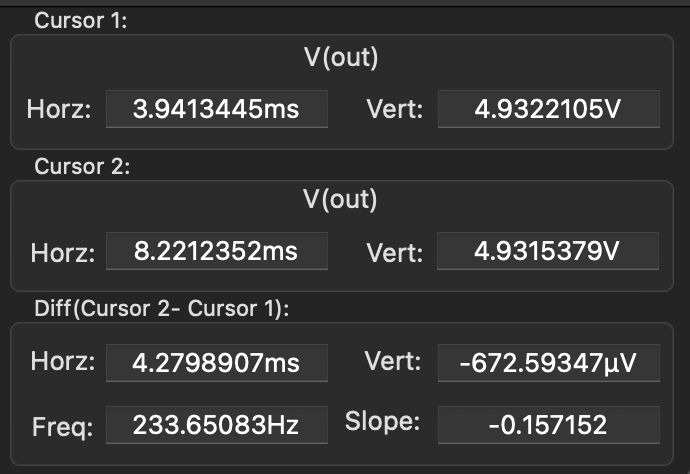 Cursor 1:
V(out)
Horz: 3.9413445ms Vert: 4.9322105V
Cursor 2:
V(out)
Horz: 8.2212352ms Vert: 4.9315379V
Diff(Cursor 2- Cursor 1):
Horz: 4.2798907ms Vert: -672.59347µV
Freq: 233.65083Hz Slope: -0.157152